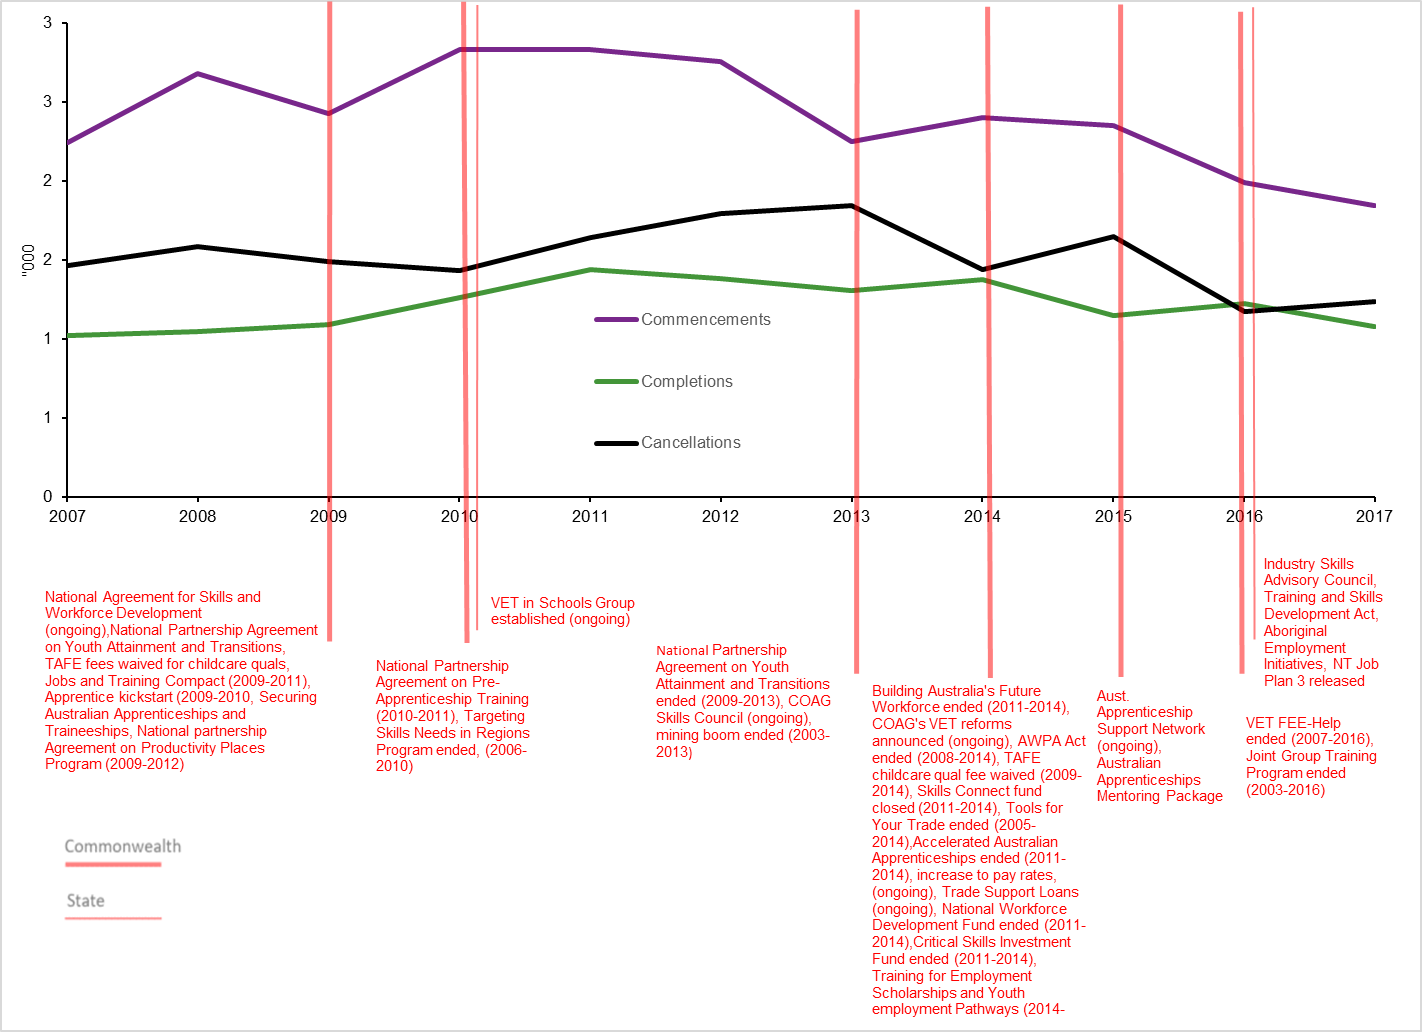 3
3
2
2
1
1
0
"000
2007
2008
2009
2010
2011
2012
2013
2014
2015
2016
2017
Commencements
Completions
Cancellations
National Agreement for Skills and
Workforce Development
(ongoing),National Partnership Agreement
on Youth Attainment and Transitions,
TAFE fees waived for childcare quals,
Jobs and Training Compact (2009-2011),
Apprentice kickstart (2009-2010, Securing
Australian Apprenticeships and
Traineeships, National partnership
Agreement on Productivity Places
Program (2009-2012)
National Partnership
Agreement on Pre-
Apprenticeship Training
(2010-2011), Targeting
Skills Needs in Regions
Program ended, (2006-
2010)
VET in Schools Group
established (ongoing)
National Partnership
Agreement on Youth
Attainment and Transitions
ended (2009-2013), COAG
Skills Council (ongoing),
mining boom ended (2003-
2013)
Building Australia's Future
Workforce ended (2011-2014),
COAG's VET reforms
announced (ongoing), AWPA Act
ended (2008-2014), TAFE
childcare qual fee waived (2009-
2014), Skills Connect fund
closed (2011-2014), Tools for
Your Trade ended (2005-
2014),Accelerated Australian
Apprenticeships ended (2011-
2014), increase to pay rates,
(ongoing), Trade Support Loans
(ongoing), National Workforce
Development Fund ended (2011-
2014),Critical Skills Investment
Fund ended (2011-2014),
Training for Employment
Scholarships and Youth
employment Pathways (2014-
Aust.
Apprenticeship
Support Network
(ongoing),
Australian
Apprenticeships
Mentoring Package
Industry Skills
Advisory Council,
Training and Skills
Development Act,
Aboriginal
Employment
Initiatives, NT Job
Plan 3 released
VET FEE-Help
ended (2007-2016),
Joint Group Training
Program ended
(2003-2016)
Commonwealth
State